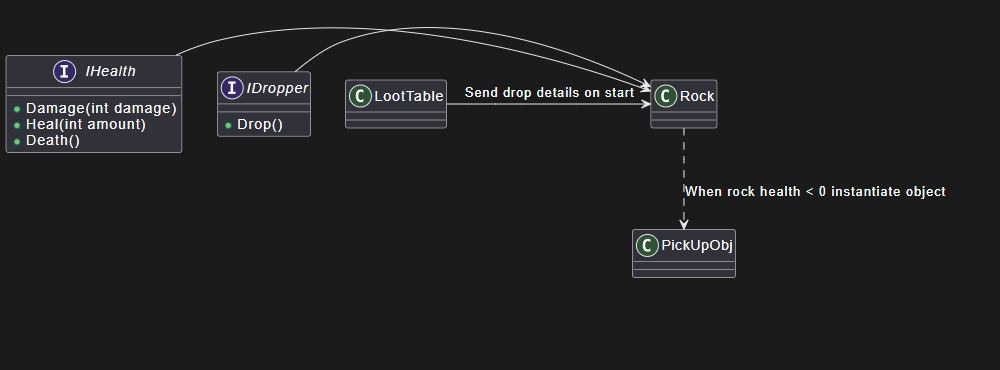 I IHealth
Damage(int damage)
Heal(int amount)
Death()
I IDropper
Drop()
C LootTable
Send drop details on start
C Rock
When rock health < 0 instantiate object
C PickUpObj